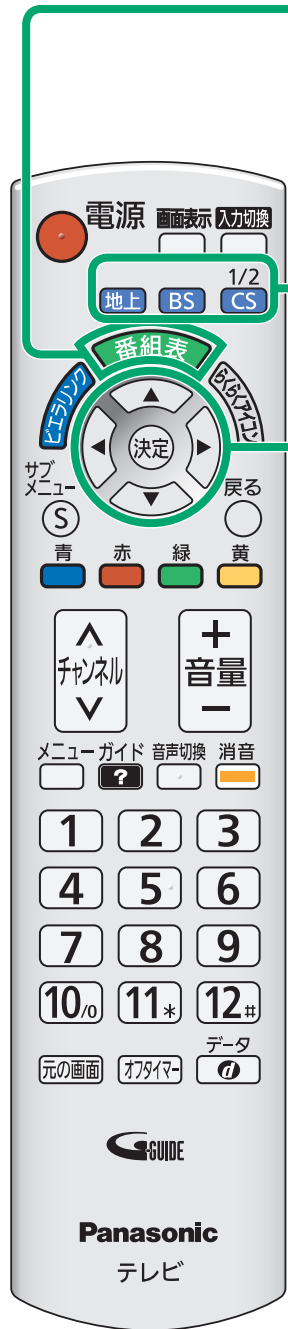 電源 画面表示 入力切換
1/2
地上 BS CS
番組表
ビエラリンク
らくらくアイコン
決定
サブ
メニュー
S
戻る
青 赤 緑 黄
チャンネル
+
音量
−
メニュー ガイド 音声切換 消音
?
1 2 3
4 5 6
7 8 9
10/0 11* 12#
データ
元の画面 オフタイマー d
G-GUIDE
Panasonic
テレビ